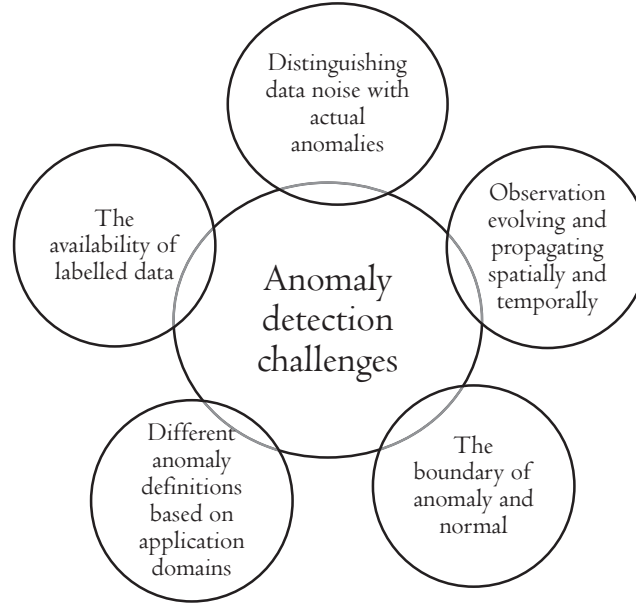 Distinguishing
data noise with
actual
anomalies
The
availability of
labelled data
Observation
evolving and
propagating
spatially and
temporally
Anomaly
detection
challenges
Different
anomaly
definitions
based on
application
domains
The
boundary of
anomaly and
normal